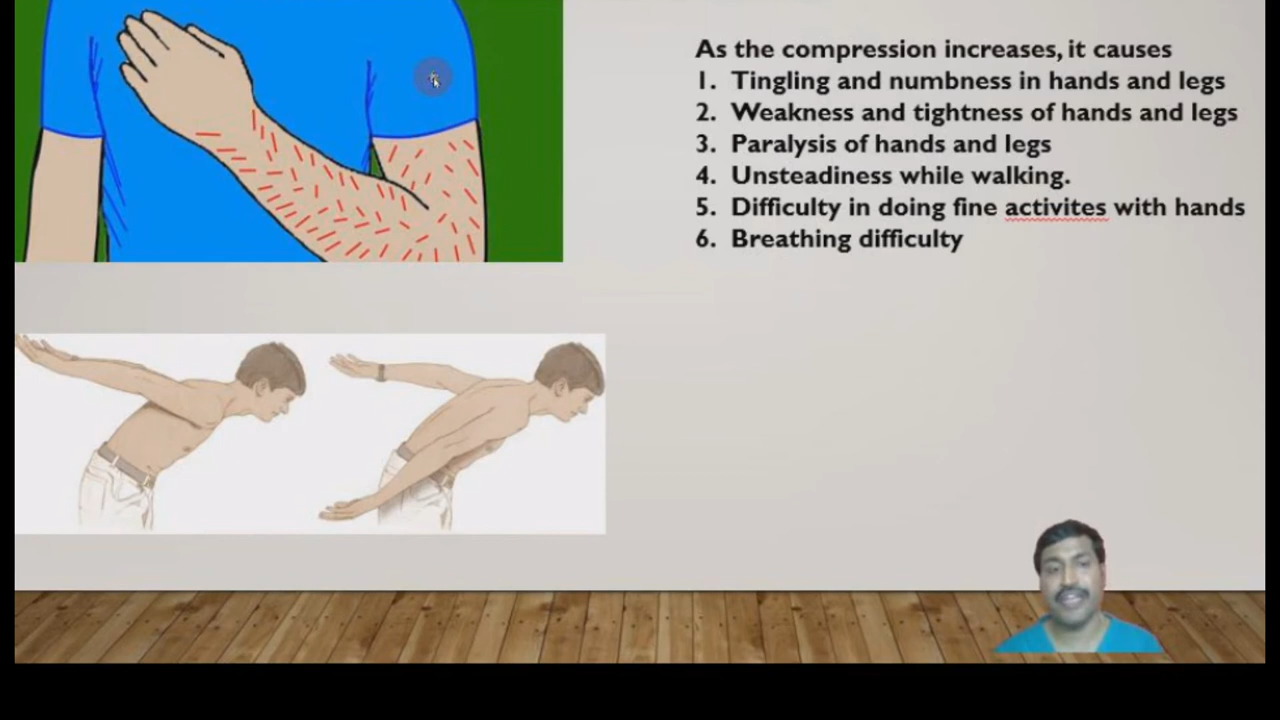 As the compression increases, it causes
1. Tingling and numbness in hands and legs
2. Weakness and tightness of hands and legs
3. Paralysis of hands and legs
4. Unsteadiness while walking.
5. Difficulty in doing fine activites with hands
6. Breathing difficulty